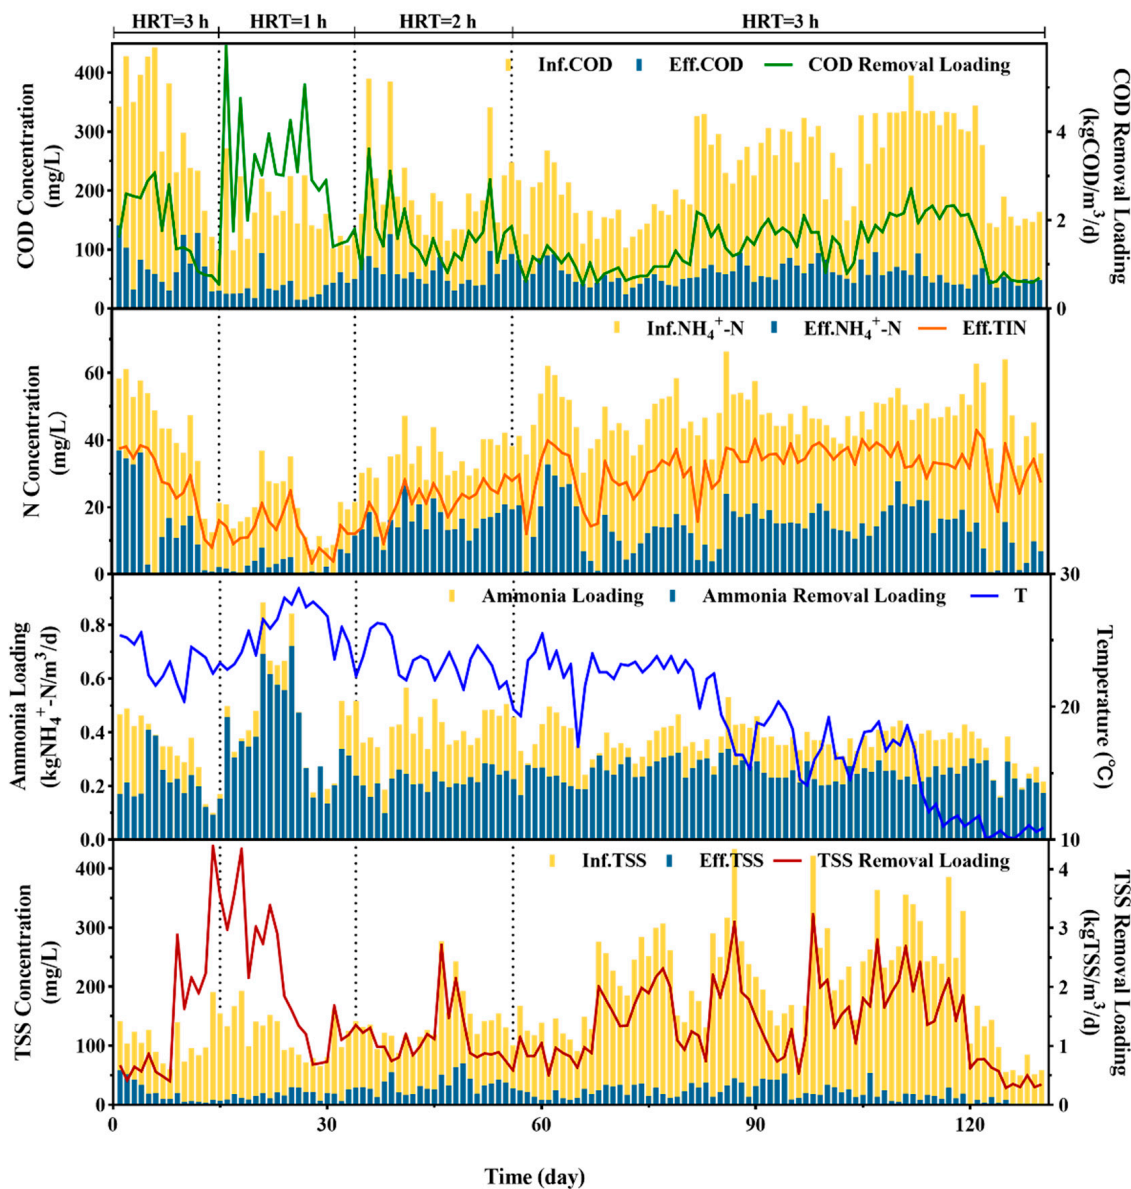 HRT=3 h HRT=1 h HRT=2 h HRT=3 h
COD Concentration
(mg/L)
400
300
200
100
0
Inf.COD Eff.COD COD Removal Loading
4
2
0
COD Removal Loading
(kgCOD/m³/d)
N Concentration
(mg/L)
60
40
20
0
Inf.NH₄⁺-N Eff.NH₄⁺-N Eff.TIN
Ammonia Loading
(kgNH₄⁺-N/m³/d)
0.8
0.6
0.4
0.2
0.0
Ammonia Loading Ammonia Removal Loading T
30
20
10
Temperature (℃)
TSS Concentration
(mg/L)
400
300
200
100
0
Inf.TSS Eff.TSS TSS Removal Loading
4
3
2
1
0
TSS Removal Loading
(kgTSS/m³/d)
0 30 60 90 120
Time (day)